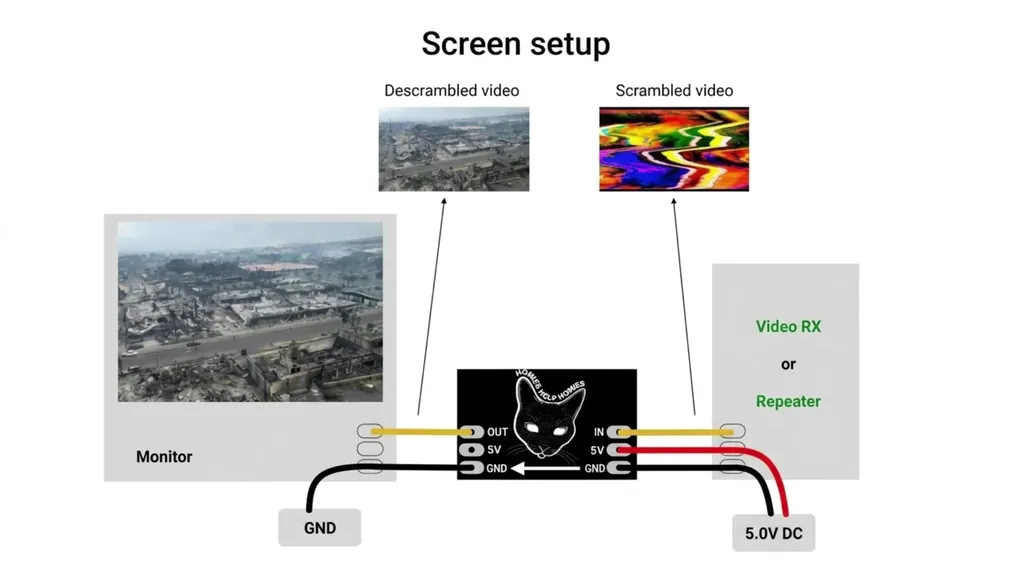 Screen setup
Descrambled video
Scrambled video
Video RX
or
Repeater
HOMIES HELP HOMIES
OUT
IN
5V
5V
GND
GND
Monitor
GND
5.0V DC